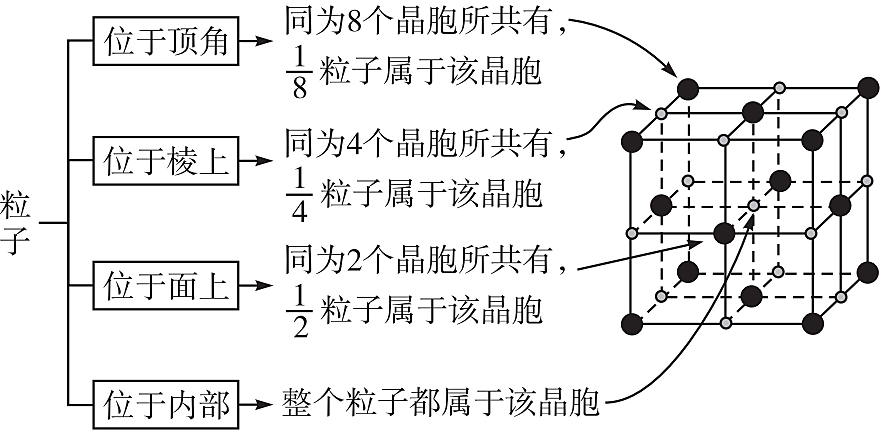 粒
子
位于顶角
同为8个晶胞所共有，
1/8 粒子属于该晶胞
位于棱上
同为4个晶胞所共有，
1/4 粒子属于该晶胞
位于面上
同为2个晶胞所共有，
1/2 粒子属于该晶胞
位于内部
整个粒子都属于该晶胞